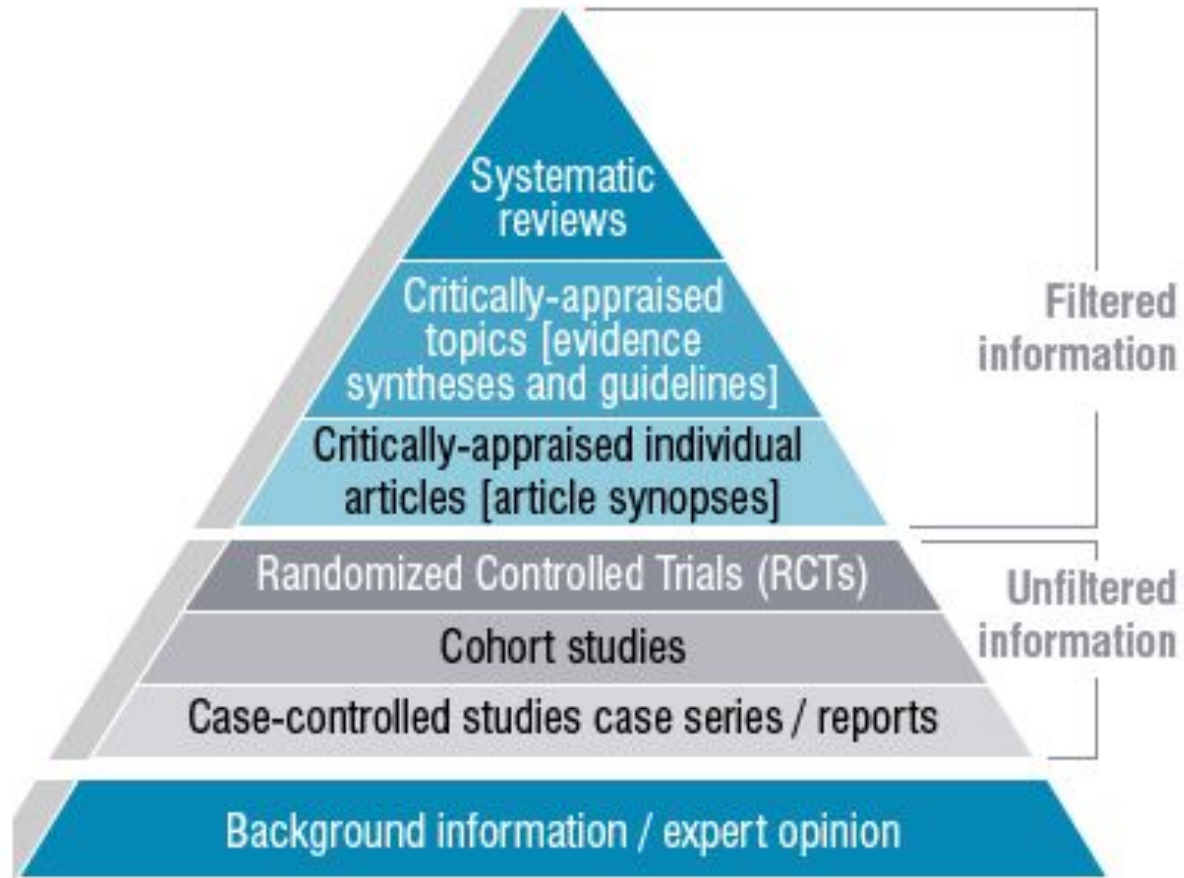 Systematic
reviews
Critically-appraised
topics [evidence
syntheses and guidelines]
Critically-appraised individual
articles [article synopses]
Filtered
information
Randomized Controlled Trials (RCTs)
Cohort studies
Case-controlled studies case series / reports
Unfiltered
information
Background information / expert opinion